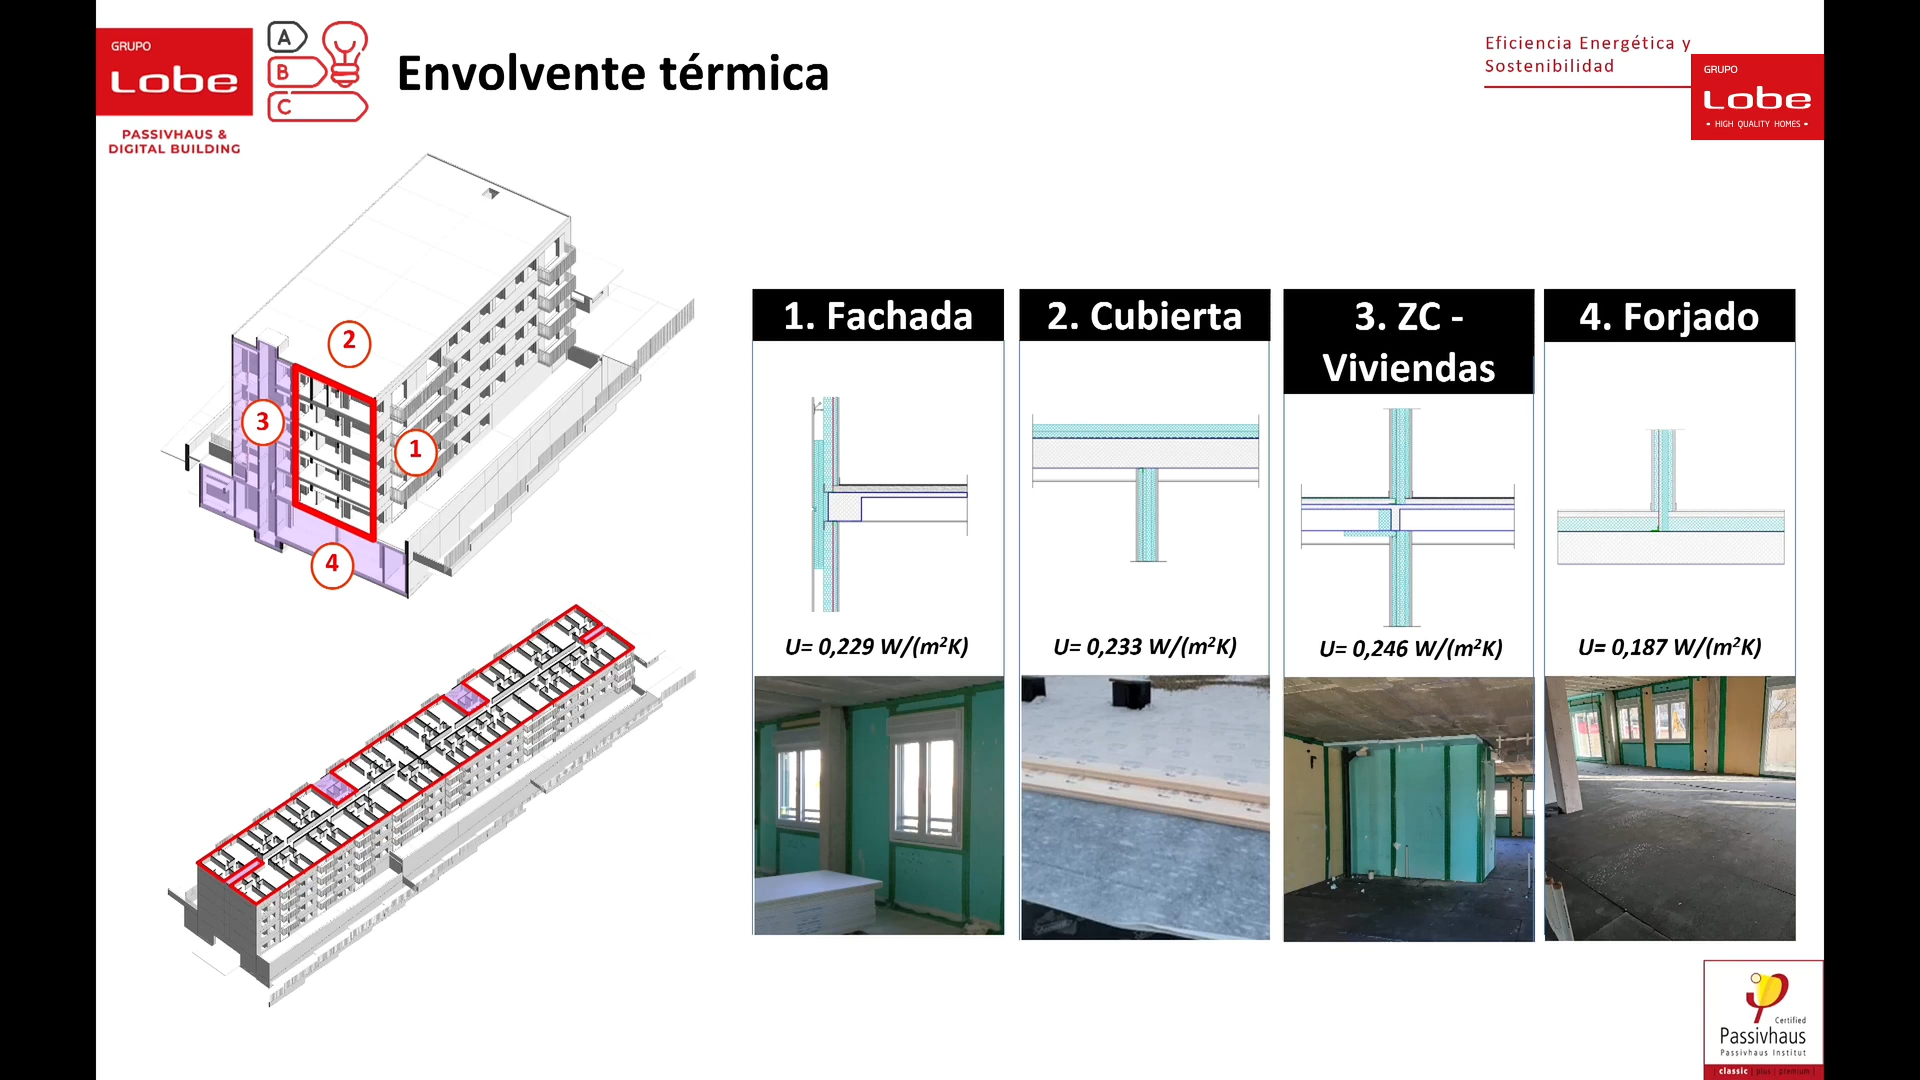 GRUPO
Lobe
PASSIVHAUS &
DIGITAL BUILDING
A
B
C
Envolvente térmica
Eficiencia Energética y
Sostenibilidad
GRUPO
Lobe
• HIGH QUALITY HOMES •
2
3
1
4
1. Fachada
U= 0,229 W/(m²K)
2. Cubierta
U= 0,233 W/(m²K)
3. ZC -
Viviendas
U= 0,246 W/(m²K)
4. Forjado
U= 0,187 W/(m²K)
Certified
Passivhaus
Passivhaus Institut
classic | plus | premium